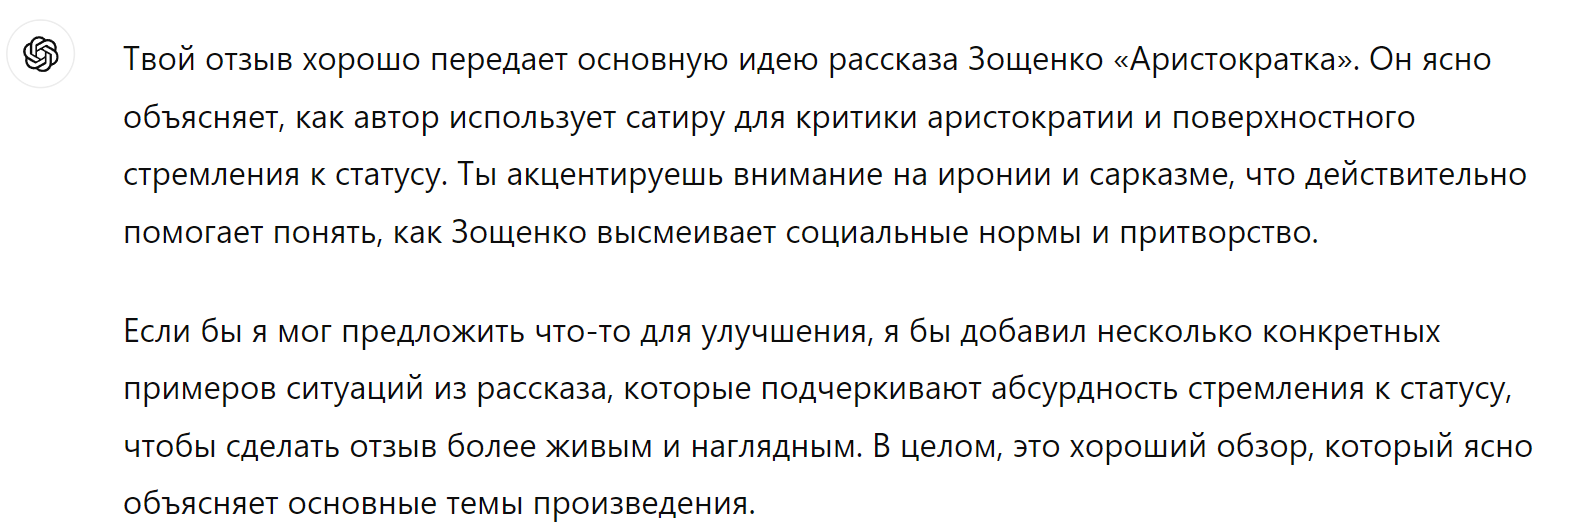 Твой отзыв хорошо передает основную идею рассказа Зощенко «Аристократка». Он ясно
объясняет, как автор использует сатиру для критики аристократии и поверхностного
стремления к статусу. Ты акцентируешь внимание на иронии и сарказме, что действительно
помогает понять, как Зощенко высмеивает социальные нормы и притворство.
Если бы я мог предложить что-то для улучшения, я бы добавил несколько конкретных
примеров ситуаций из рассказа, которые подчеркивают абсурдность стремления к статусу,
чтобы сделать отзыв более живым и наглядным. В целом, это хороший обзор, который ясно
объясняет основные темы произведения.